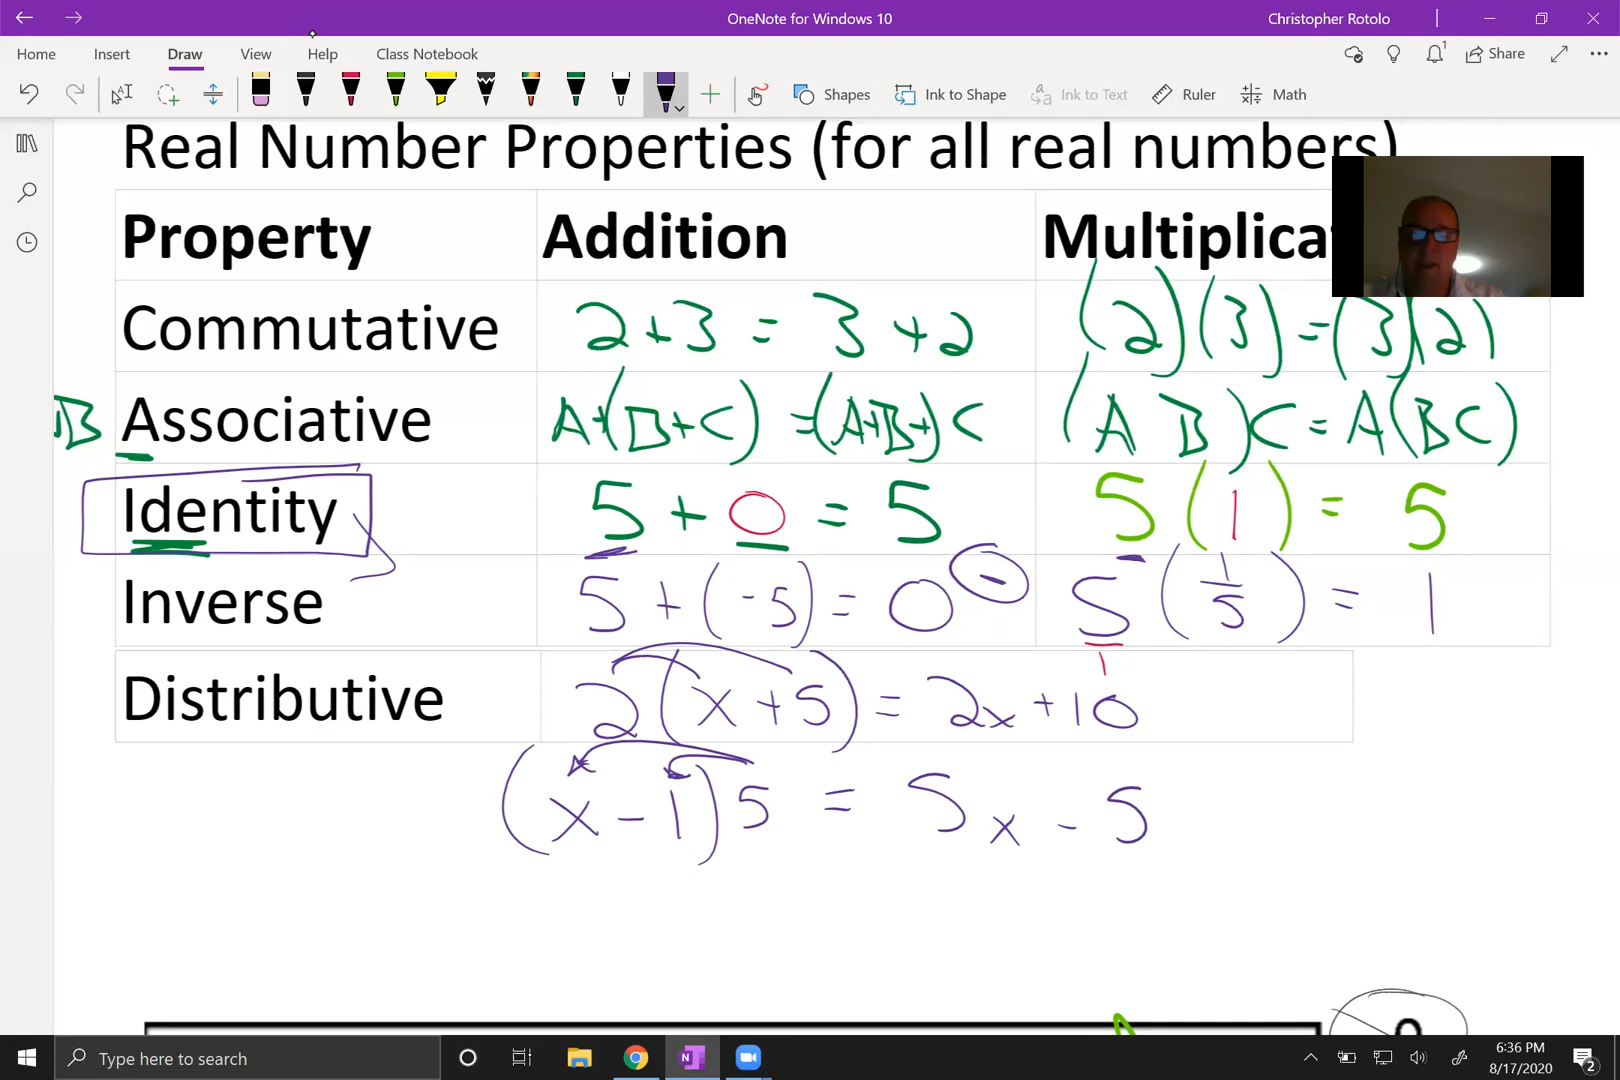 OneNote for Windows 10
Christopher Rotolo
Home Insert Draw View Help Class Notebook
1
Share
Shapes Ink to Shape Ink to Text Ruler Math
Real Number Properties (for all real numbers)
Property Addition Multiplica
Commutative 2+3 = 3+2 (2)(3)=(3)(2)
B Associative A+(B+C) =(A+B+)C (A B)C = A(BC)
Identity 5 + 0 = 5 5 (1) = 5
Inverse 5 + (-5) = 0 - 5 (1/5) = 1
1
Distributive 2(x+5) = 2x+10
(x-1)5 = 5x - 5
Type here to search
6:36 PM
8/17/2020
2